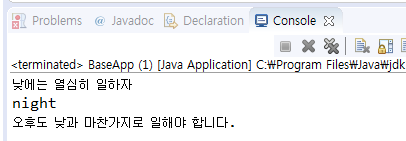 Problems @ Javadoc Declaration Console
<terminated> BaseApp (1) [Java Application] C:₩Program Files₩Java₩jdk
낮에는 열심히 일하자
night
오후도 낮과 마찬가지로 일해야 합니다.